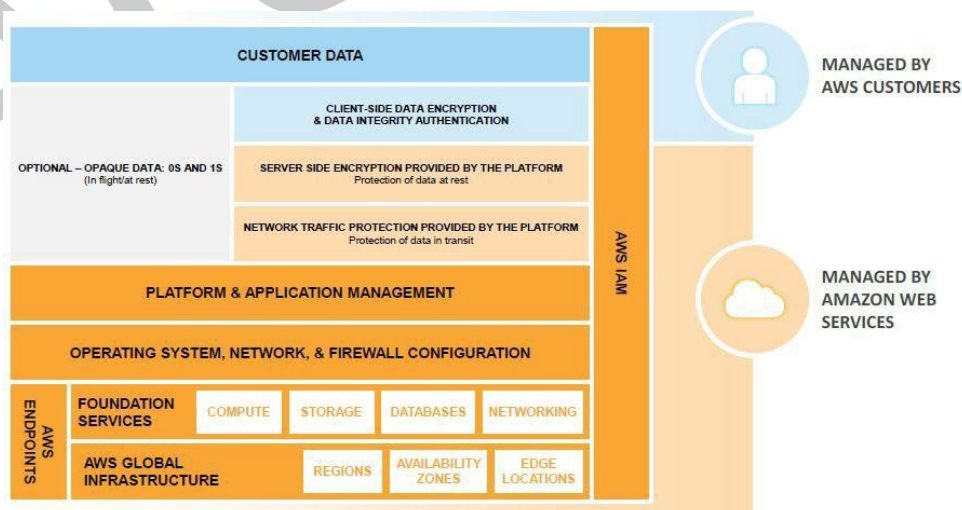 CUSTOMER DATA
CLIENT-SIDE DATA ENCRYPTION
& DATA INTEGRITY AUTHENTICATION
OPTIONAL – OPAQUE DATA: 0S AND 1S
(In flight/at rest)
SERVER SIDE ENCRYPTION PROVIDED BY THE PLATFORM
Protection of data at rest
NETWORK TRAFFIC PROTECTION PROVIDED BY THE PLATFORM
Protection of data in transit
PLATFORM & APPLICATION MANAGEMENT
OPERATING SYSTEM, NETWORK, & FIREWALL CONFIGURATION
AWS
ENDPOINTS
FOUNDATION
SERVICES
COMPUTE
STORAGE
DATABASES
NETWORKING
AWS GLOBAL
INFRASTRUCTURE
REGIONS
AVAILABILITY
ZONES
EDGE
LOCATIONS
AWS IAM
MANAGED BY
AWS CUSTOMERS
MANAGED BY
AMAZON WEB
SERVICES